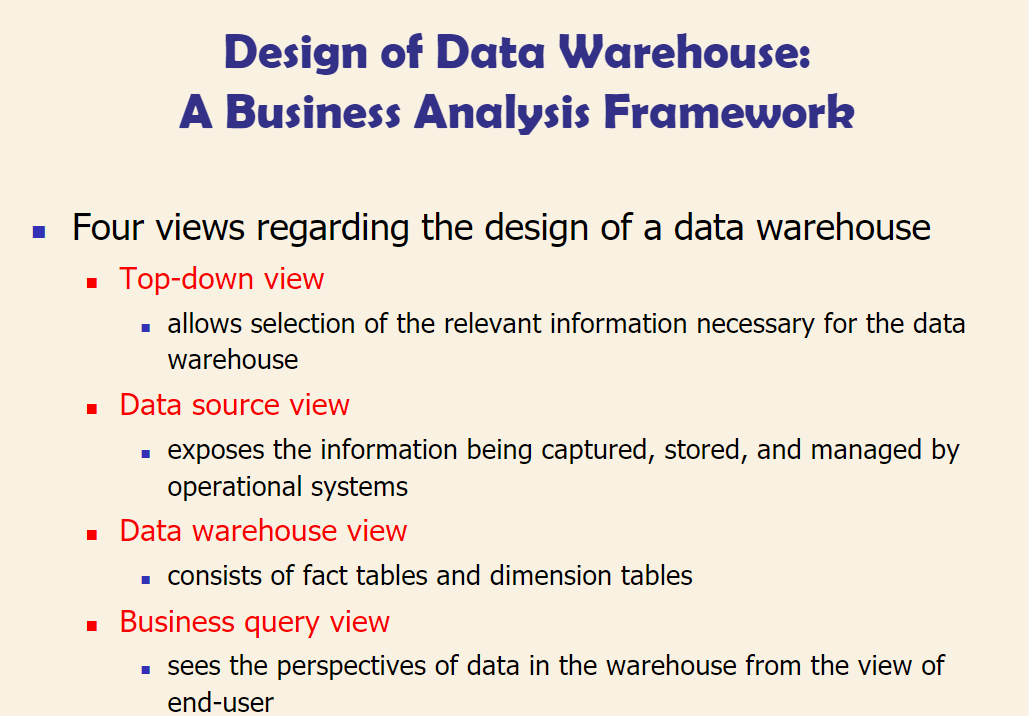 Design of Data Warehouse:
A Business Analysis Framework
Four views regarding the design of a data warehouse
Top-down view
allows selection of the relevant information necessary for the data
warehouse
Data source view
exposes the information being captured, stored, and managed by
operational systems
Data warehouse view
consists of fact tables and dimension tables
Business query view
sees the perspectives of data in the warehouse from the view of
end-user